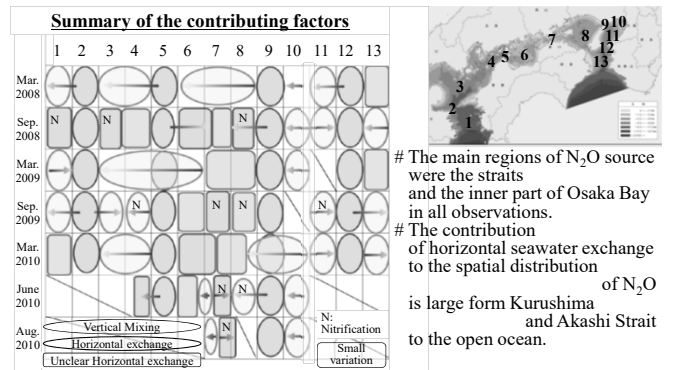 Summary of the contributing factors
1 2 3 4 5 6 7 8 9 10 11 12 13
Mar.
2008
Sep.
2008
N N N
Mar.
2009
Sep.
2009
N N N N
Mar.
2010
June
2010
N N
Aug.
2010
N
Vertical Mixing
Horizontal exchange
Unclear Horizontal exchange
N:
Nitrification
Small
variation
1
2
3
4
5
6
7
8
9
10
11
12
13
# The main regions of N2O source
were the straits
and the inner part of Osaka Bay
in all observations.
# The contribution
of horizontal seawater exchange
to the spatial distribution
of N2O
is large form Kurushima
and Akashi Strait
to the open ocean.